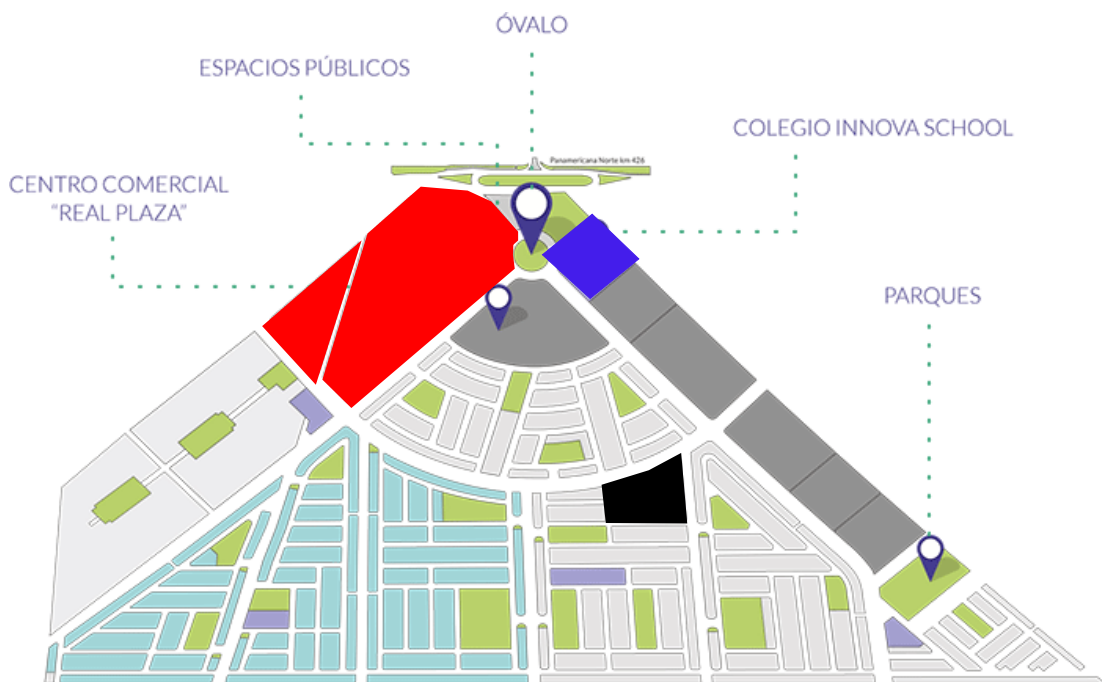 ÓVALO
ESPACIOS PÚBLICOS
COLEGIO INNOVA SCHOOL
Panamericana Norte km 426
CENTRO COMERCIAL
“REAL PLAZA”
PARQUES